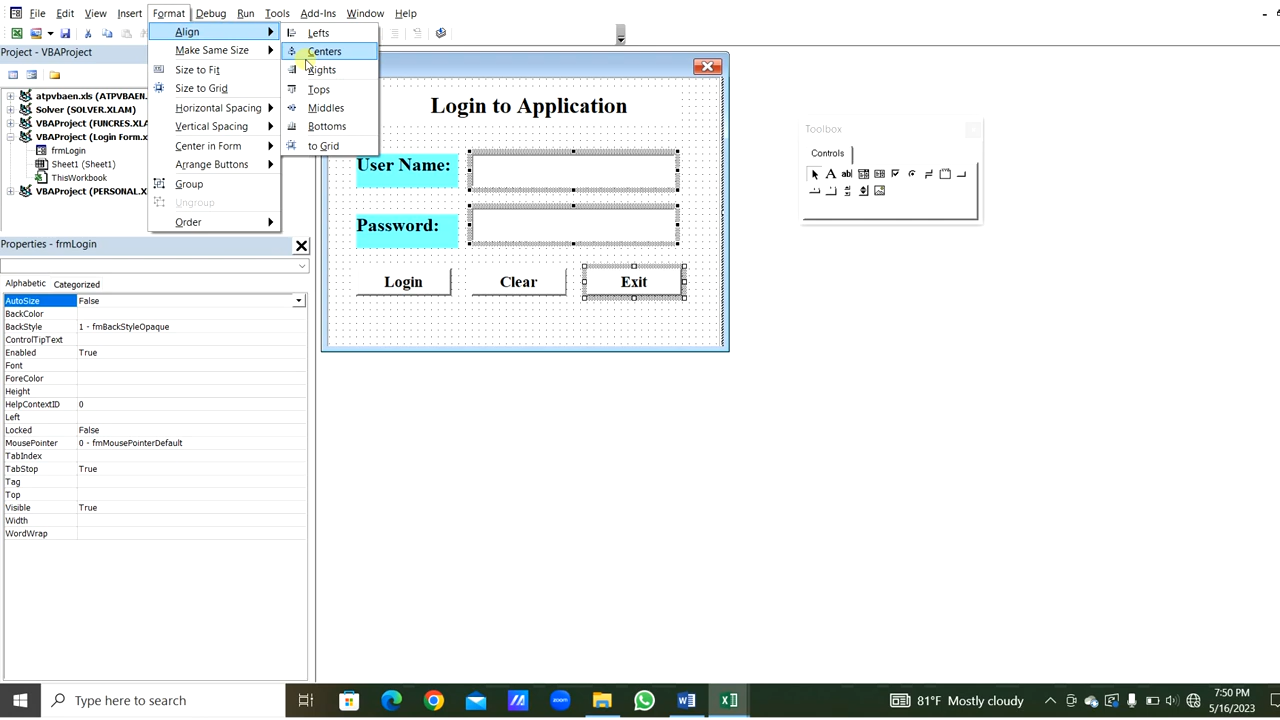 File Edit View Insert Format Debug Run Tools Add-Ins Window Help
Align
Make Same Size
Size to Fit
Size to Grid
Horizontal Spacing
Vertical Spacing
Center in Form
Arrange Buttons
Group
Ungroup
Order
Lefts
Centers
Rights
Tops
Middles
Bottoms
to Grid
Project - VBAProject
atpvbaen.xls (ATPVBAEN.
Solver (SOLVER.XLAM)
VBAProject (FUNCRES.XLA
VBAProject (Login Form.x
frmLogin
Sheet1 (Sheet1)
ThisWorkbook
VBAProject (PERSONAL.X
Login to Application
User Name:
Password:
Login Clear Exit
Toolbox
Controls
A ab|
Properties - frmLogin
Alphabetic Categorized
AutoSize False
BackColor
BackStyle 1 - fmBackStyleOpaque
ControlTipText
Enabled True
Font
ForeColor
Height
HelpContextID 0
Left
Locked False
MousePointer 0 - fmMousePointerDefault
TabIndex
TabStop True
Tag
Top
Visible True
Width
WordWrap
Type here to search
zoom
81°F Mostly cloudy
7:50 PM
5/16/2023